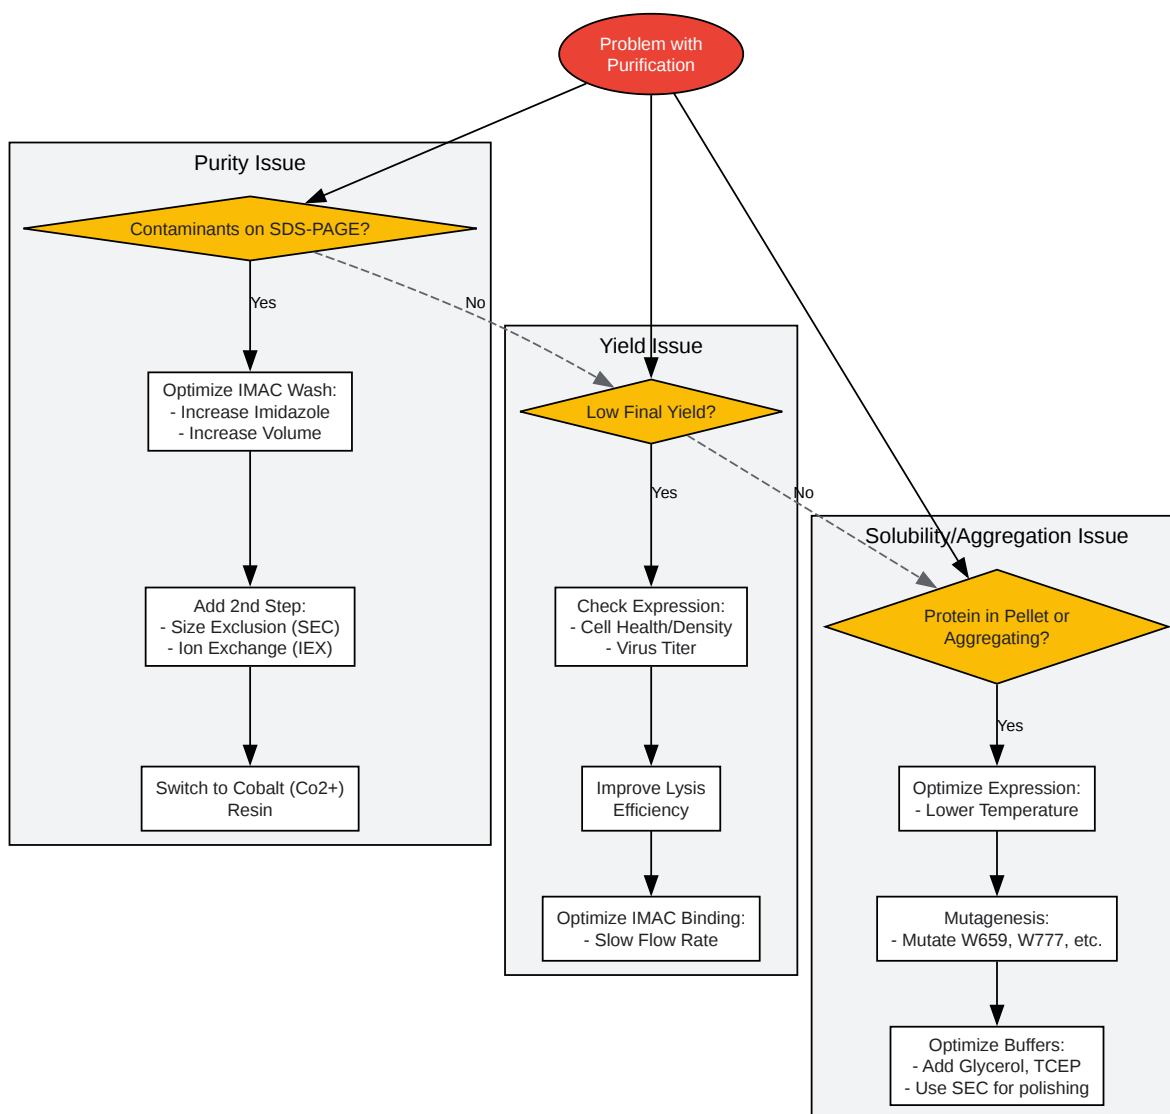 Problem with
Purification
Purity Issue
Contaminants on SDS-PAGE?
Yes
No
Optimize IMAC Wash:
- Increase Imidazole
- Increase Volume
Add 2nd Step:
- Size Exclusion (SEC)
- Ion Exchange (IEX)
Switch to Cobalt (Co2+)
Resin
Yield Issue
Low Final Yield?
Yes
No
Check Expression:
- Cell Health/Density
- Virus Titer
Improve Lysis
Efficiency
Optimize IMAC Binding:
- Slow Flow Rate
Solubility/Aggregation Issue
Protein in Pellet or
Aggregating?
Yes
Optimize Expression:
- Lower Temperature
Mutagenesis:
- Mutate W659, W777, etc.
Optimize Buffers:
- Add Glycerol, TCEP
- Use SEC for polishing